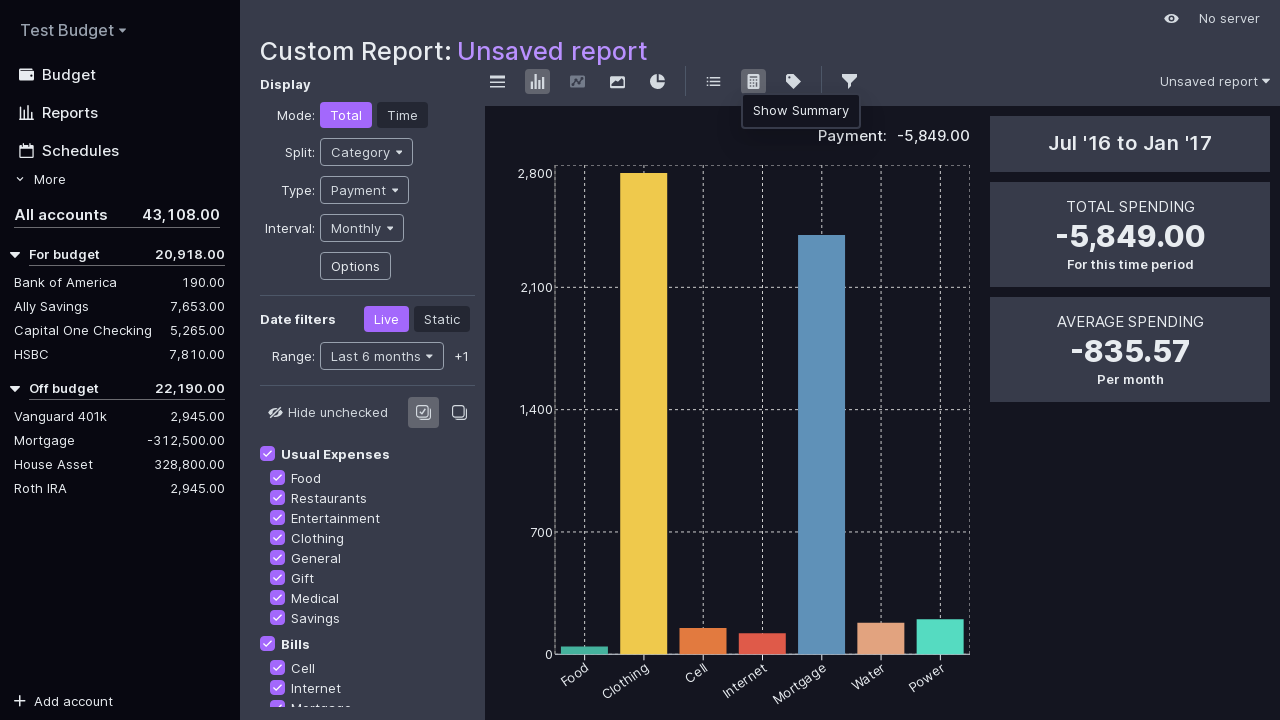 Test Budget
Budget
Reports
Schedules
More
All accounts 43,108.00
For budget 20,918.00
Bank of America 190.00
Ally Savings 7,653.00
Capital One Checking 5,265.00
HSBC 7,810.00
Off budget 22,190.00
Vanguard 401k 2,945.00
Mortgage -312,500.00
House Asset 328,800.00
Roth IRA 2,945.00
Add account
No server
Custom Report: Unsaved report
Display
Mode: Total Time
Split: Category
Type: Payment
Interval: Monthly
Options
Date filters Live Static
Range: Last 6 months +1
Hide unchecked
Usual Expenses
Food
Restaurants
Entertainment
Clothing
General
Gift
Medical
Savings
Bills
Cell
Internet
Mortgage
Unsaved report
Show Summary
Payment: -5,849.00
2,800
2,100
1,400
700
0
Food
Clothing
Cell
Internet
Mortgage
Water
Power
Jul '16 to Jan '17
TOTAL SPENDING
-5,849.00
For this time period
AVERAGE SPENDING
-835.57
Per month